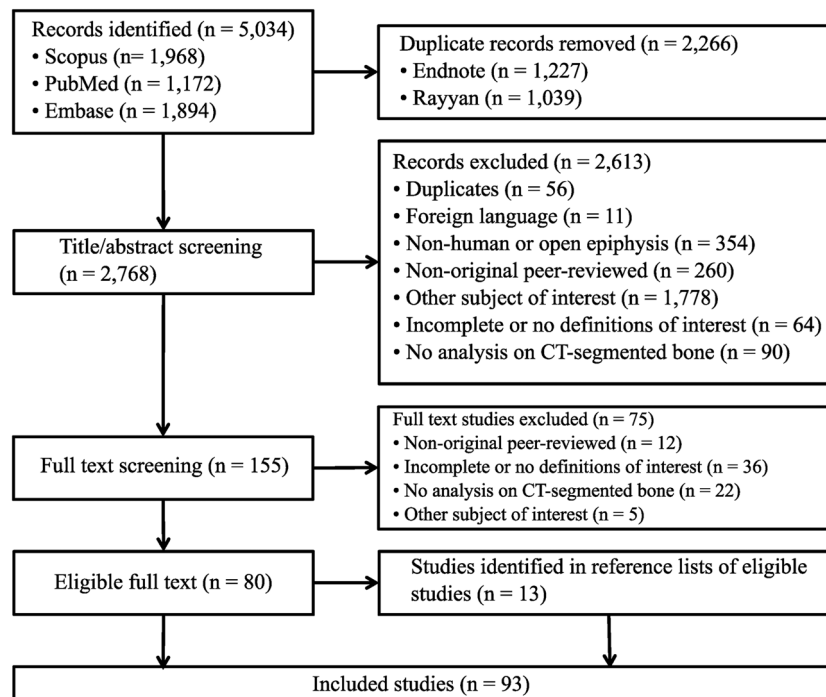 Records identified (n = 5,034)
• Scopus (n= 1,968)
• PubMed (n = 1,172)
• Embase (n = 1,894)
Duplicate records removed (n = 2,266)
• Endnote (n = 1,227)
• Rayyan (n = 1,039)
Title/abstract screening
(n = 2,768)
Records excluded (n = 2,613)
• Duplicates (n = 56)
• Foreign language (n = 11)
• Non-human or open epiphysis (n = 354)
• Non-original peer-reviewed (n = 260)
• Other subject of interest (n = 1,778)
• Incomplete or no definitions of interest (n = 64)
• No analysis on CT-segmented bone (n = 90)
Full text screening (n = 155)
Full text studies excluded (n = 75)
• Non-original peer-reviewed (n = 12)
• Incomplete or no definitions of interest (n = 36)
• No analysis on CT-segmented bone (n = 22)
• Other subject of interest (n = 5)
Eligible full text (n = 80)
Studies identified in reference lists of eligible
studies (n = 13)
Included studies (n = 93)